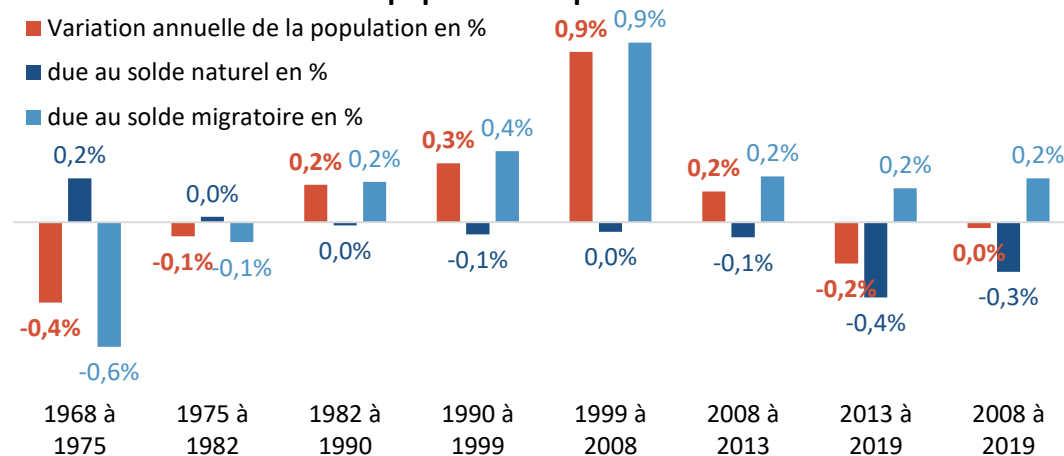 Variation annuelle de la population en %
due au solde naturel en %
due au solde migratoire en %
-0,4% 0,2% -0,6%
-0,1% 0,0% -0,1%
0,2% 0,0% 0,2%
0,3% -0,1% 0,4%
0,9% 0,0% 0,9%
0,2% -0,1% 0,2%
-0,2% -0,4% 0,2%
0,0% -0,3% 0,2%
1968 à 1975 à 1982 à 1990 à 1999 à 2008 à 2013 à 2008 à
1975 1982 1990 1999 2008 2013 2019 2019